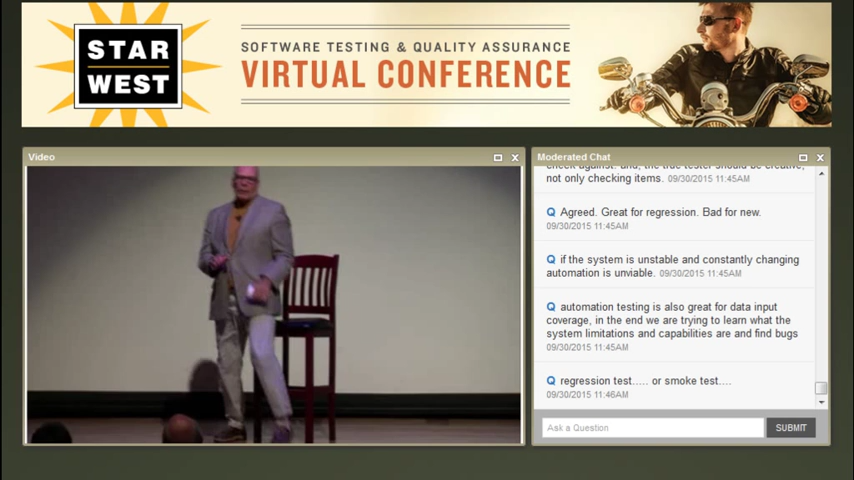 STAR
WEST
SOFTWARE TESTING & QUALITY ASSURANCE
VIRTUAL CONFERENCE
Video
Moderated Chat
not only checking items. 09/30/2015 11:45AM
Q Agreed. Great for regression. Bad for new.
09/30/2015 11:45AM
Q if the system is unstable and constantly changing
automation is unviable. 09/30/2015 11:45AM
Q automation testing is also great for data input
coverage, in the end we are trying to learn what the
system limitations and capabilities are and find bugs
09/30/2015 11:45AM
Q regression test..... or smoke test....
09/30/2015 11:46AM
Ask a Question
SUBMIT